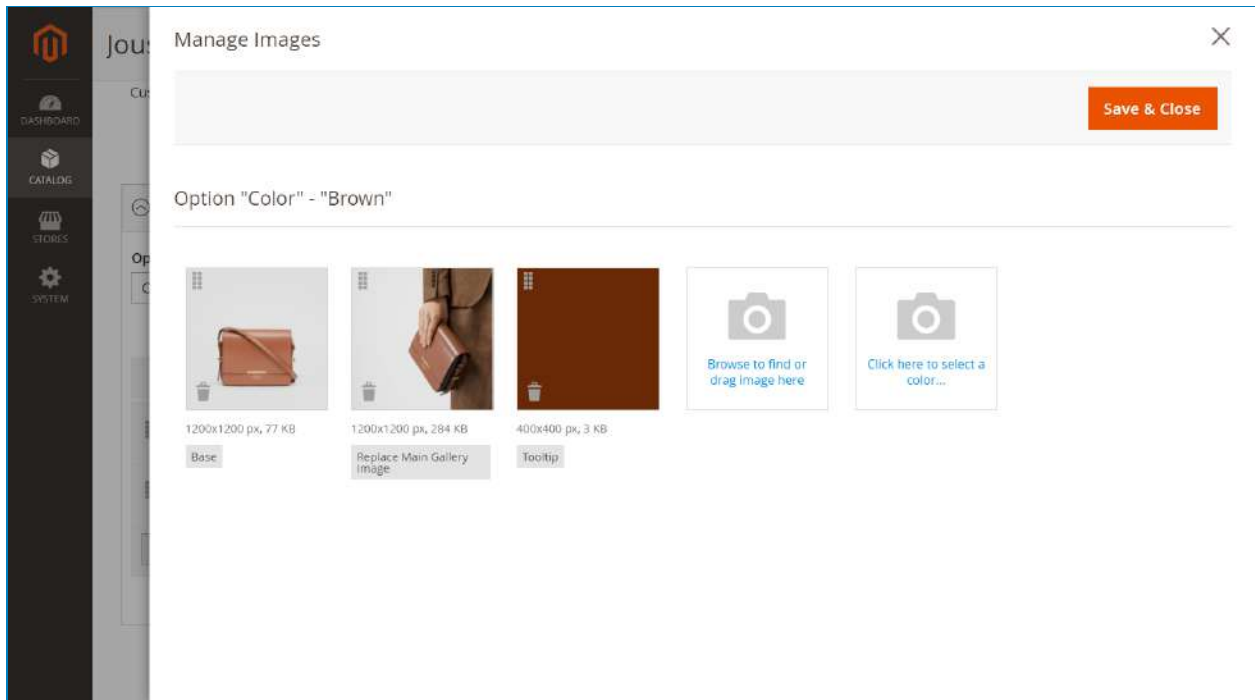 Jou
Manage Images
Cu
DASHBOARD
Save & Close
CATALOG
Option "Color" - "Brown"
STORES
Op
C
SYSTEM
Browse to find or
drag image here
Click here to select a
color...
1200x1200 px, 77 KB
1200x1200 px, 284 KB
400x400 px, 3 KB
Base
Replace Main Gallery
Image
Tooltip